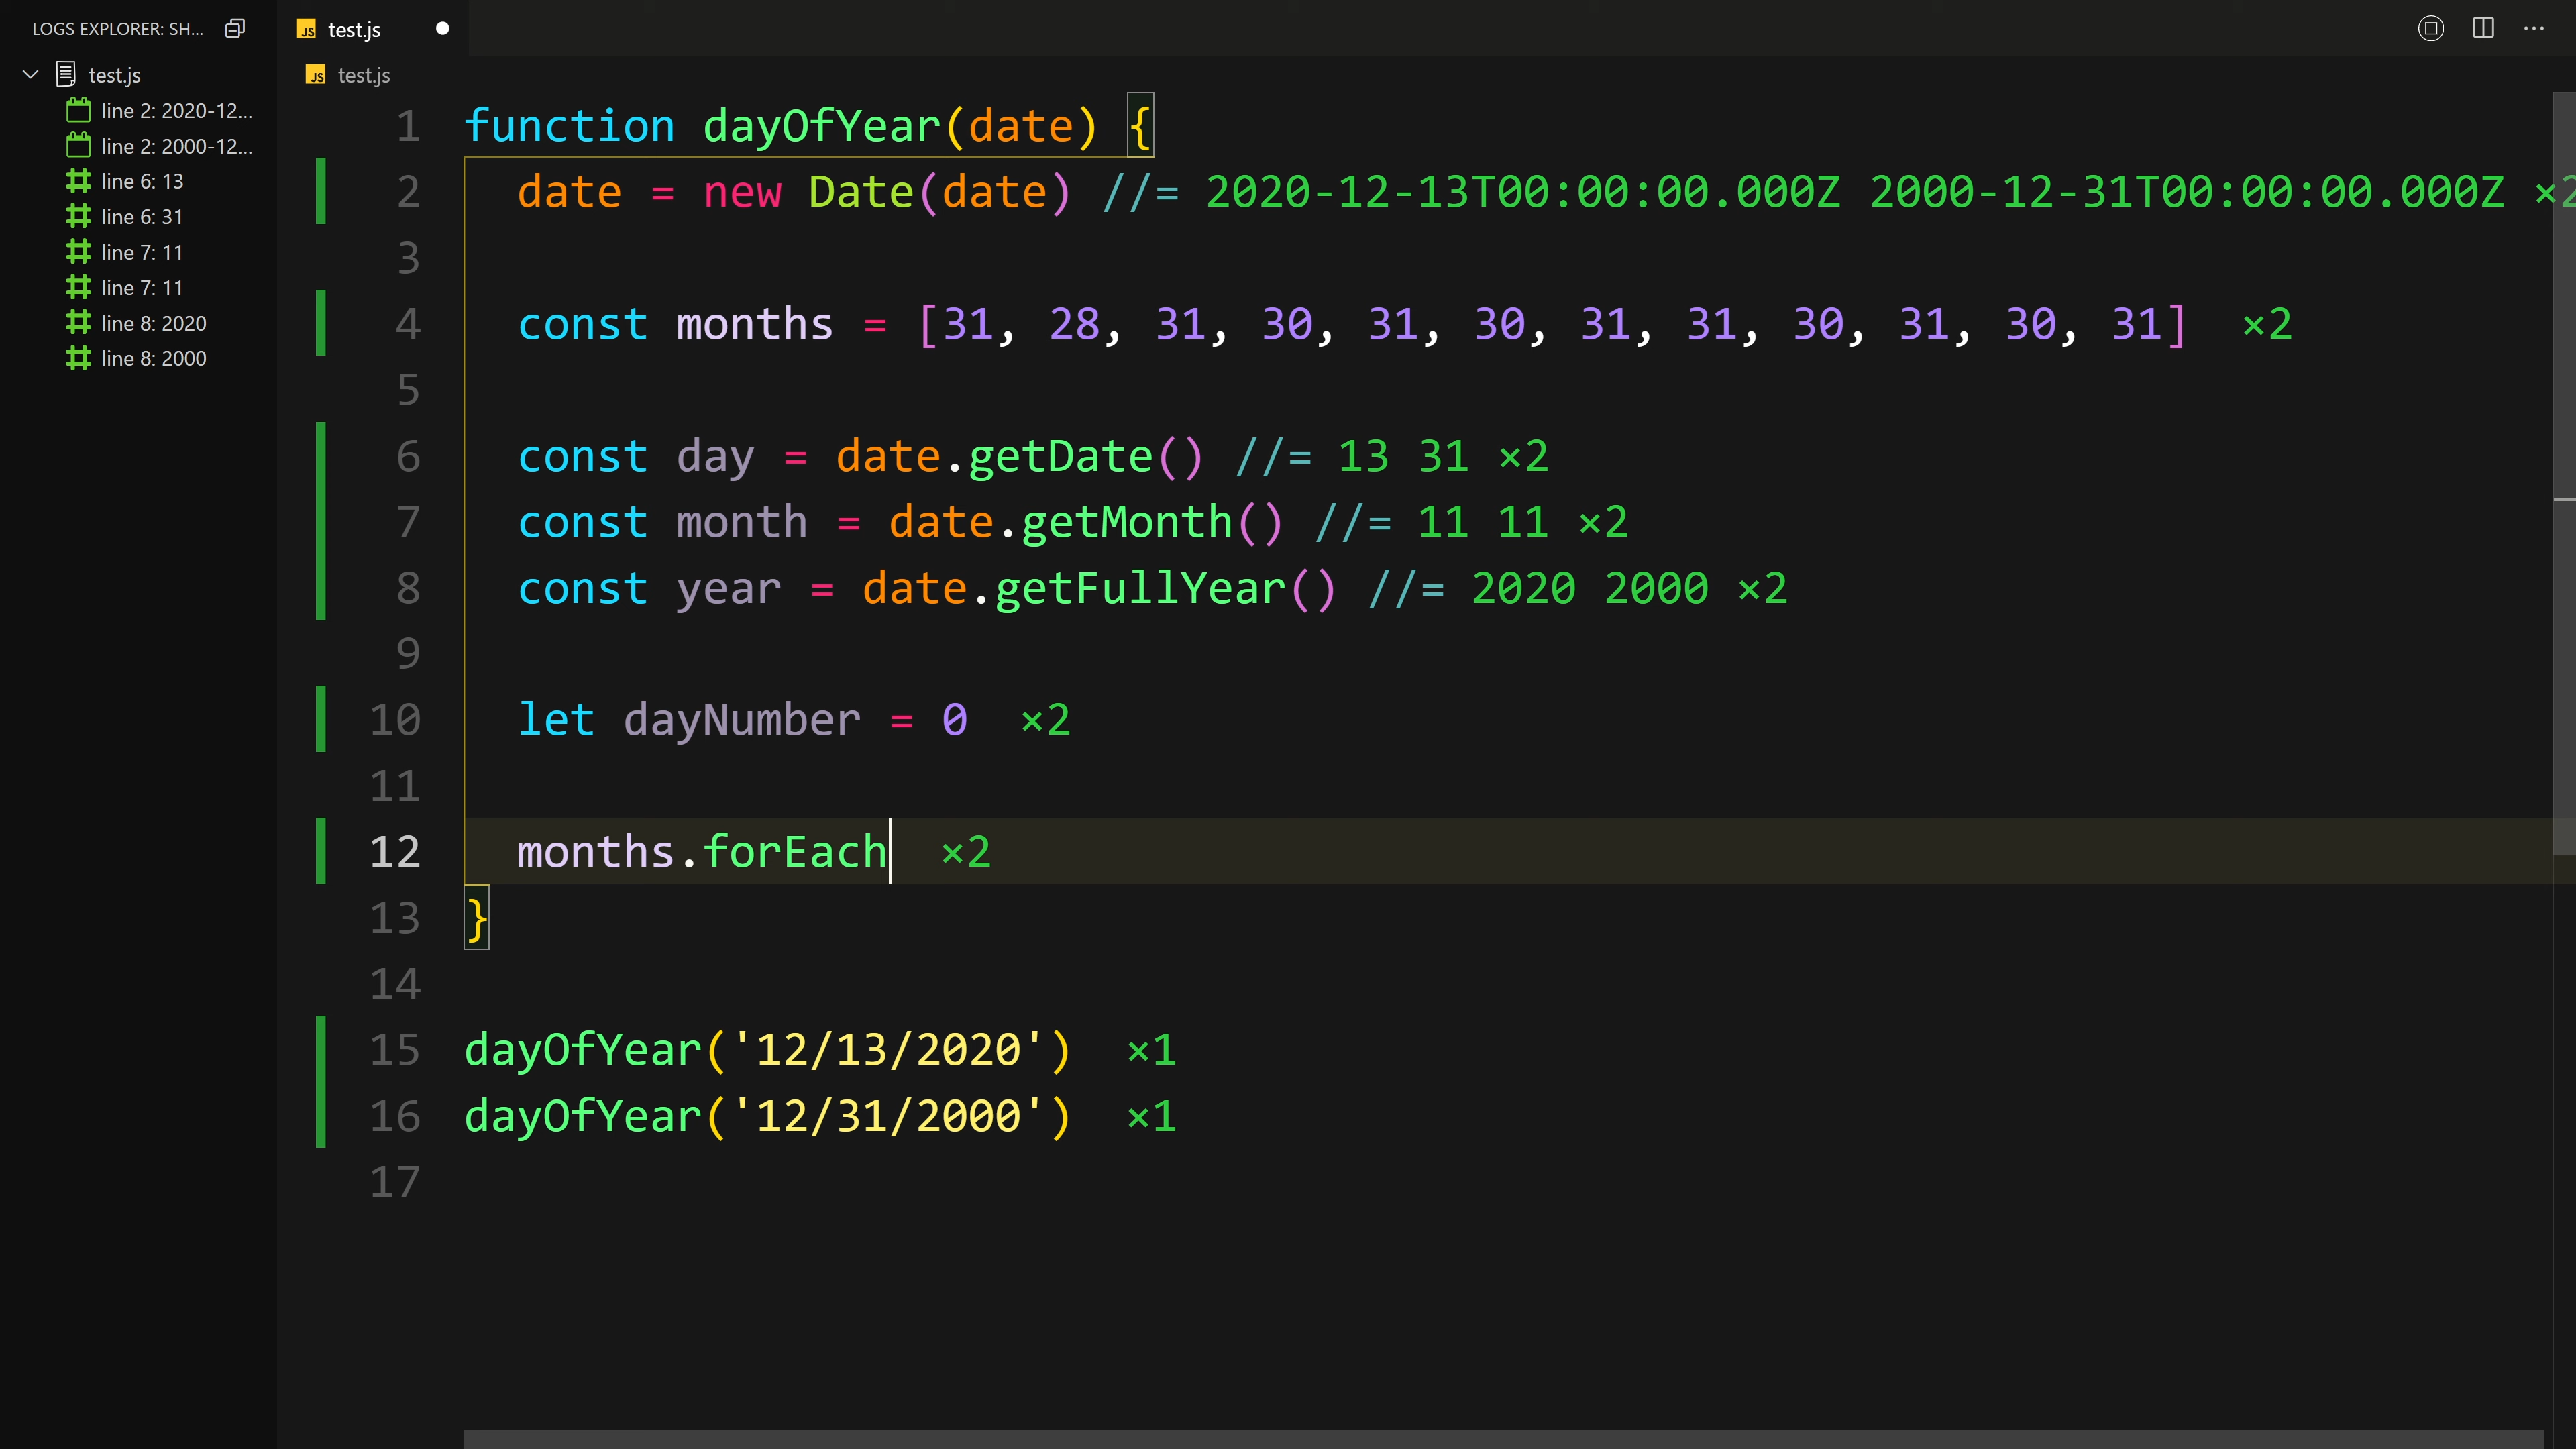 LOGS EXPLORER: SH...
test.js
line 2: 2020-12...
line 2: 2000-12...
line 6: 13
line 6: 31
line 7: 11
line 7: 11
line 8: 2020
line 8: 2000
JS test.js
JS test.js
1 function dayOfYear(date) {
2 date = new Date(date) //= 2020-12-13T00:00:00.000Z 2000-12-31T00:00:00.000Z ×2
3
4 const months = [31, 28, 31, 30, 31, 30, 31, 31, 30, 31, 30, 31] ×2
5
6 const day = date.getDate() //= 13 31 ×2
7 const month = date.getMonth() //= 11 11 ×2
8 const year = date.getFullYear() //= 2020 2000 ×2
9
10 let dayNumber = 0 ×2
11
12 months.forEach ×2
13 }
14
15 dayOfYear('12/13/2020') ×1
16 dayOfYear('12/31/2000') ×1
17